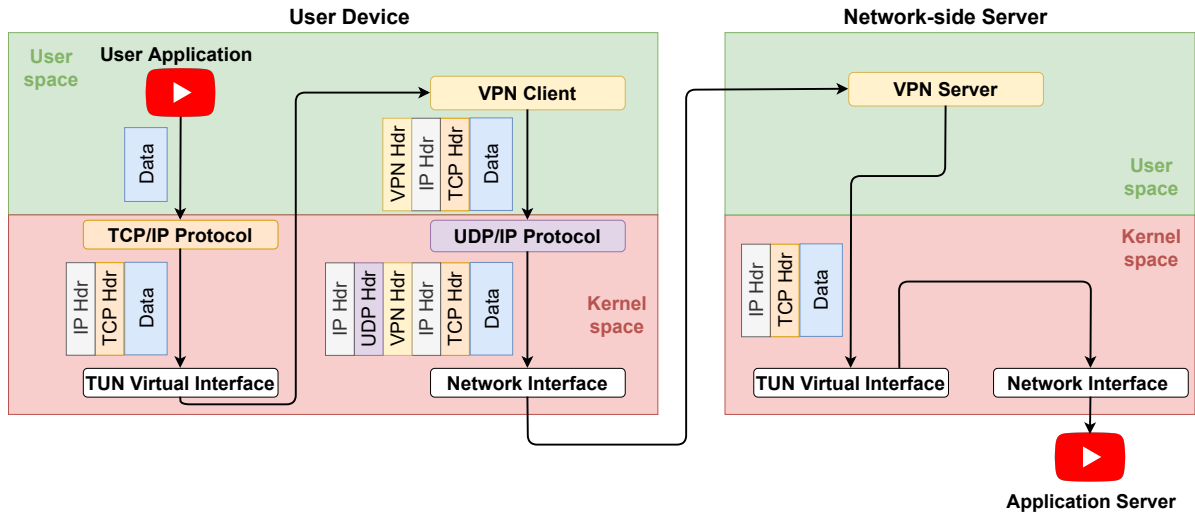 User Device
Network-side Server
User
space
User Application
VPN Client
VPN Server
Data
VPN Hdr
IP Hdr
TCP Hdr
Data
User
space
TCP/IP Protocol
UDP/IP Protocol
Kernel
space
IP Hdr
TCP Hdr
Data
IP Hdr
UDP Hdr
VPN Hdr
IP Hdr
TCP Hdr
Data
Kernel
space
IP Hdr
TCP Hdr
Data
TUN Virtual Interface
Network Interface
TUN Virtual Interface
Network Interface
Application Server